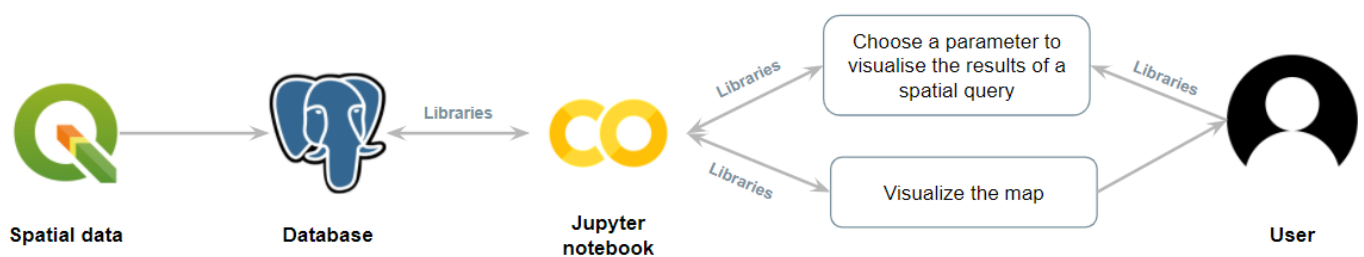 Choose a parameter to
visualise the results of a
spatial query
Libraries
Libraries
Libraries
Libraries
Visualize the map
Spatial data
Database
Jupyter
notebook
User